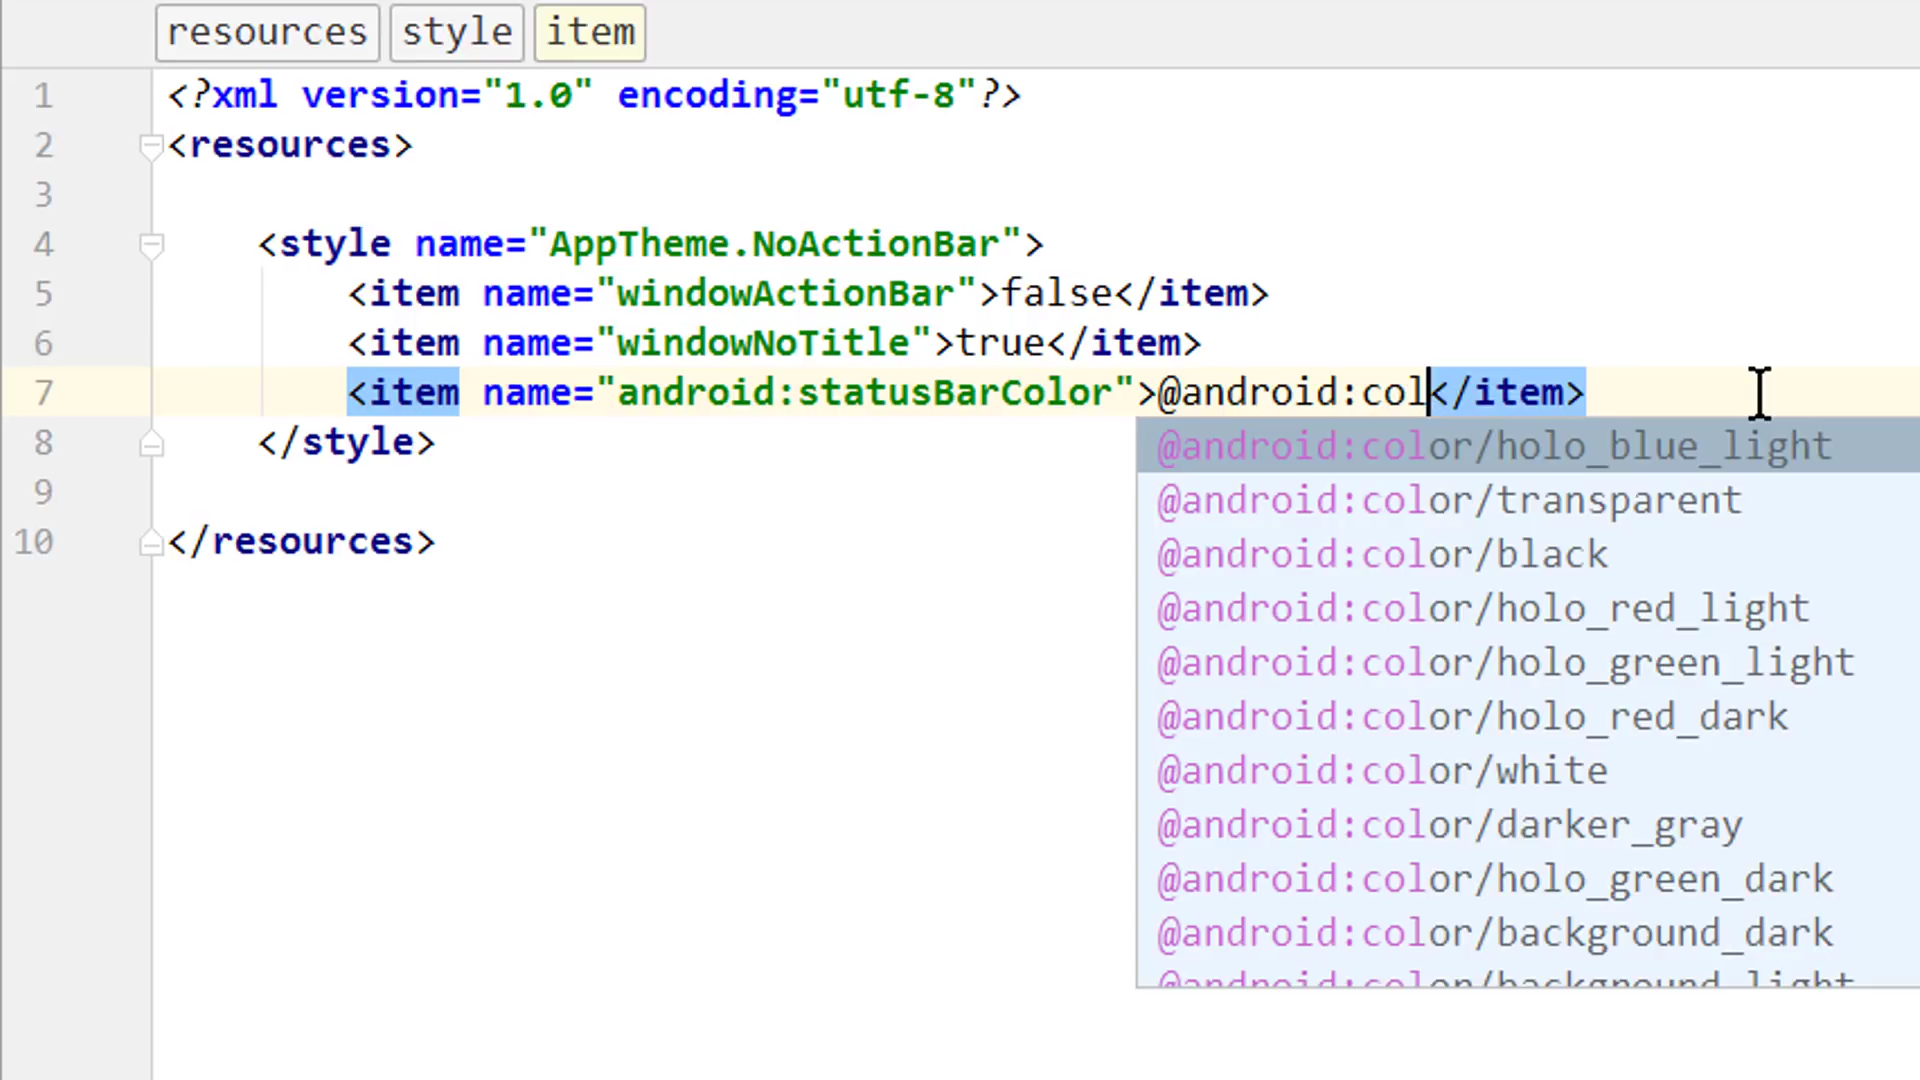 resources style item
1 <?xml version="1.0" encoding="utf-8"?>
2 <resources>
3
4 <style name="AppTheme.NoActionBar">
5 <item name="windowActionBar">false</item>
6 <item name="windowNoTitle">true</item>
7 <item name="android:statusBarColor">@android:col</item>
8 </style>
9
10 </resources>
@android:color/holo_blue_light
@android:color/transparent
@android:color/black
@android:color/holo_red_light
@android:color/holo_green_light
@android:color/holo_red_dark
@android:color/white
@android:color/darker_gray
@android:color/holo_green_dark
@android:color/background_dark
@android:color/background_light